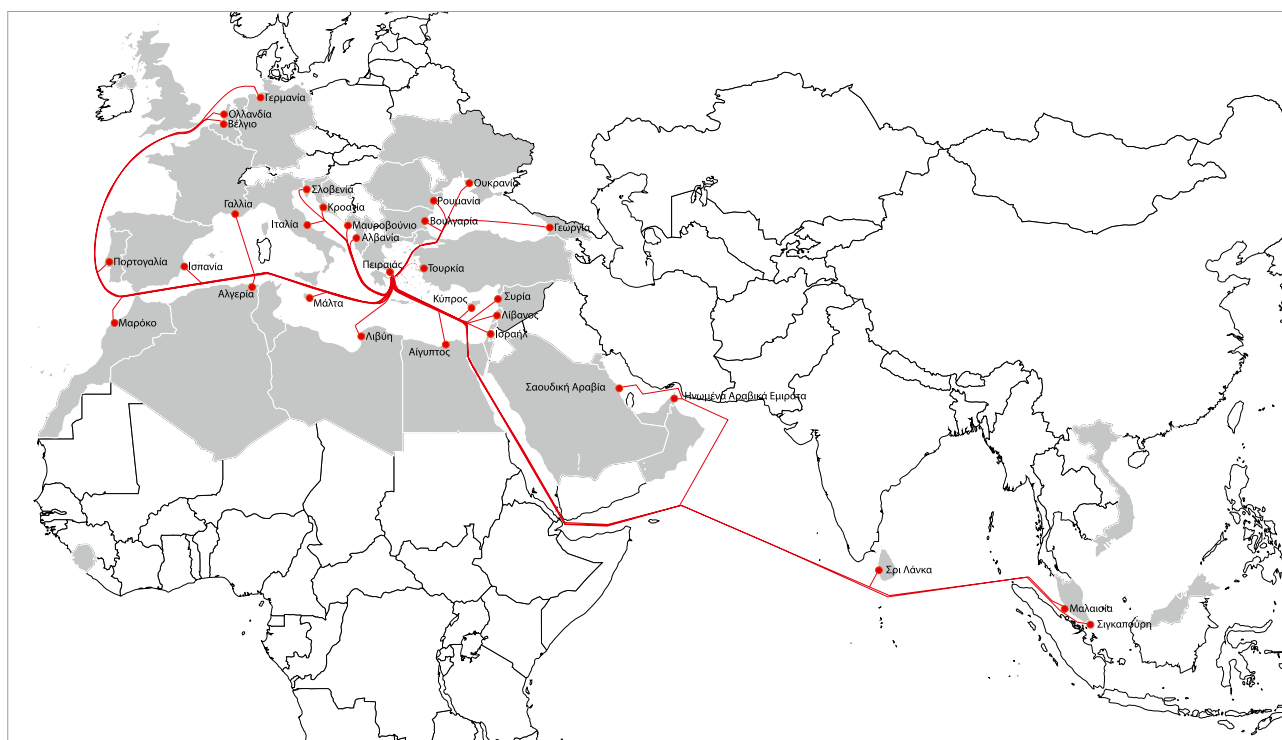 Γερμανία
Ολλανδία
Βέλγιο
Σλοβενία
Ουκρανία
Γαλλία
Κροατία
Ρουμανία
Ιταλία
Μαυροβούνιο
Βουλγαρία
Γεωργία
Αλβανία
Πορτογαλία
Ισπανία
Πειραιάς
Τουρκία
Αλγερία
Μάλτα
Κύπρος
Συρία
Μαρόκο
Λιβύη
Λίβανος
Ισραήλ
Αίγυπτος
Σαουδική Αραβία
Ηνωμένα Αραβικά Εμιράτα
Σρι Λάνκα
Μαλαισία
Σιγκαπούρη